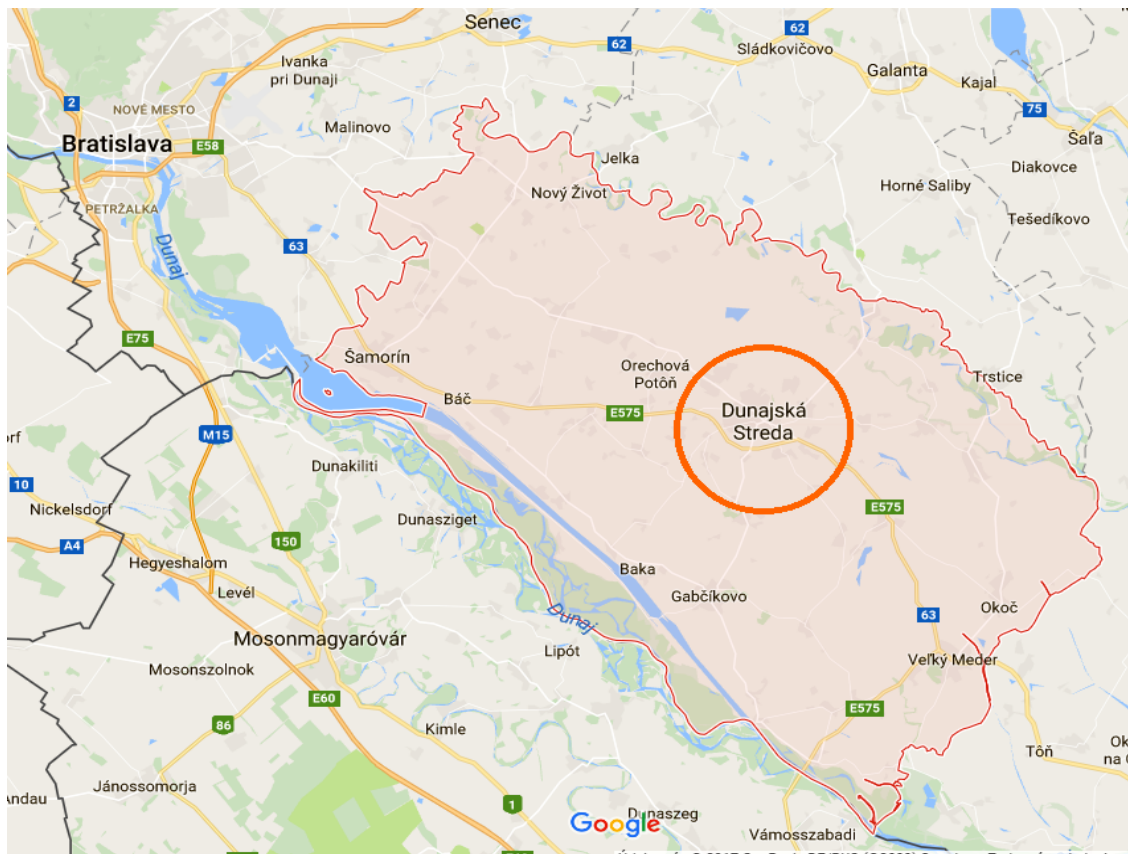 Senec
62
62
Sládkovičovo
Ivanka
pri Dunaji
Galanta
Kajal
2
NOVÉ MESTO
75
Malinovo
Bratislava
E58
Šaľa
Jelka
Diakovce
Nový Život
Horné Saliby
PETRŽALKA
Tešedíkovo
Dunaj
63
E75
Šamorín
Orechová
Potôň
Trstice
Báč
E575
Dunajská
Streda
M15
Dunakiliti
10
Nickelsdorf
E575
Dunasziget
150
A4
Hegyeshalom
Baka
Levél
Gabčíkovo
Okoč
63
Dunaj
Mosonmagyaróvár
Lipót
Veľký Meder
Mosonszolnok
E60
E575
86
Kimle
Tôň
Jánossomorja
Andau
1
Google
Dunaszeg
Vámosszabadi